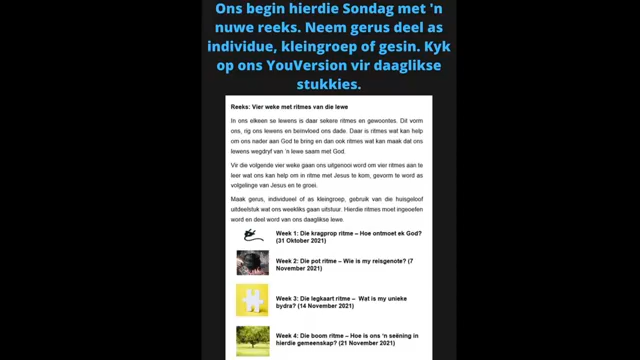 Ons begin hierdie Sondag met 'n
nuwe reeks. Neem gerus deel as
individue, kleingroep of gesin. Kyk
op ons YouVersion vir daaglikse
stukkies.
Reeks: Vier weke met ritmes van die lewe
In ons elkeen se lewens is daar sekere ritmes en gewoontes. Dit vorm
ons, rig ons lewens en beïnvloed ons dade. Daar is ritmes wat kan help
om ons nader aan God te bring en dan ook ritmes wat kan maak dat ons
lewens wegdryf van 'n lewe saam met God.
Vir die volgende vier weke gaan ons uitgenooi word om vier ritmes aan te
leer wat ons kan help om in ritme met Jesus te kom, gevorm te word as
volgelinge van Jesus en te groei.
Maak gerus, individueel of as kleingroep, gebruik van die huisgeloof
uitdeelstuk wat ons weekliks gaan uitstuur. Hierdie ritmes moet ingeoefen
word en deel word van ons daaglikse lewe.
Week 1: Die kragprop ritme – Hoe ontmoet ek God?
(31 Oktober 2021)
Week 2: Die pot ritme – Wie is my reisgenote? (7
November 2021)
Week 3: Die legkaart ritme – Wat is my unieke
bydra? (14 November 2021)
Week 4: Die boom ritme – Hoe is ons 'n seëning in
hierdie gemeenskap? (21 November 2021)